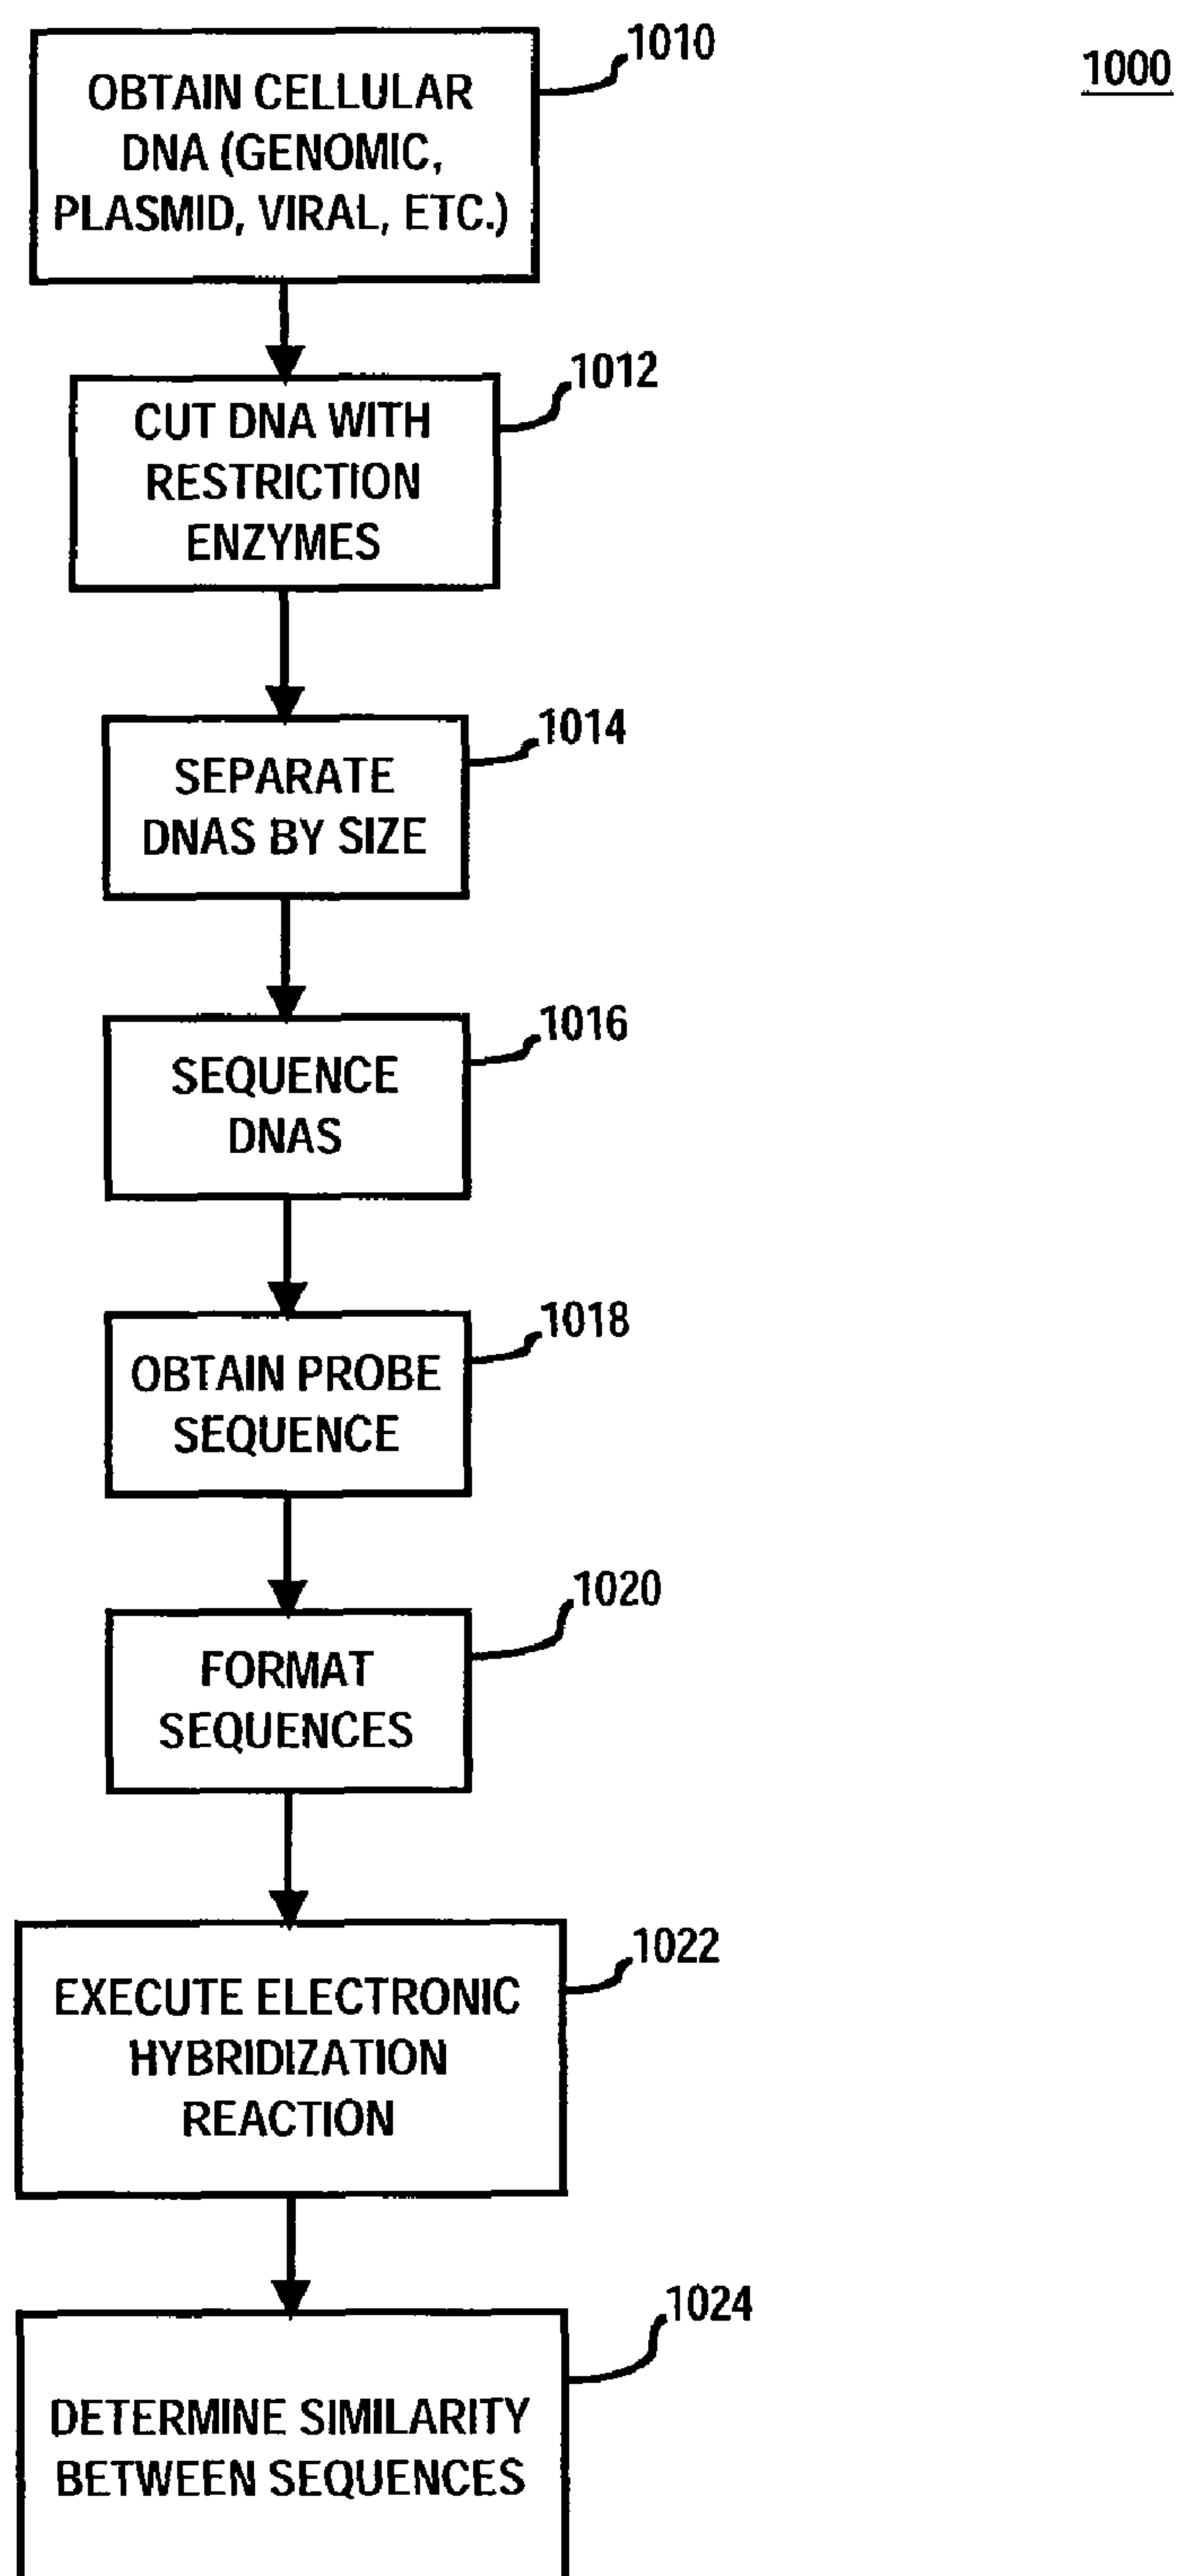 1000
1010
OBTAIN CELLULAR
DNA (GENOMIC,
PLASMID, VIRAL, ETC.)
1012
CUT DNA WITH
RESTRICTION
ENZYMES
1014
SEPARATE
DNAS BY SIZE
1016
SEQUENCE
DNAS
1018
OBTAIN PROBE
SEQUENCE
1020
FORMAT
SEQUENCES
1022
EXECUTE ELECTRONIC
HYBRIDIZATION
REACTION
1024
DETERMINE SIMILARITY
BETWEEN SEQUENCES